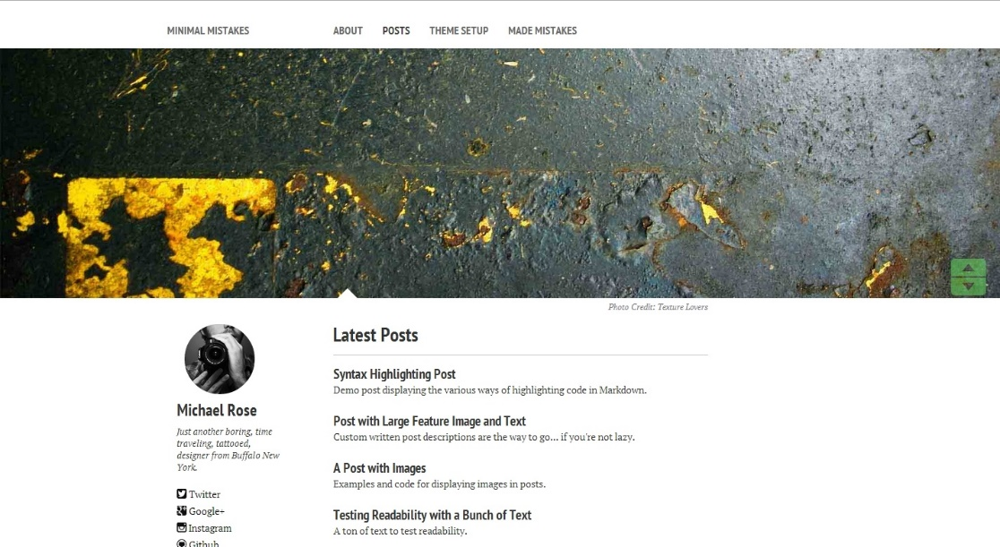 MINIMAL MISTAKES
ABOUT POSTS THEME SETUP MADE MISTAKES
Photo Credit: Texture Lovers
Michael Rose
Just another boring, time
traveling, tattooed,
designer from Buffalo New
York.
Twitter
Google+
Instagram
Github
Latest Posts
Syntax Highlighting Post
Demo post displaying the various ways of highlighting code in Markdown.
Post with Large Feature Image and Text
Custom written post descriptions are the way to go... if you're not lazy.
A Post with Images
Examples and code for displaying images in posts.
Testing Readability with a Bunch of Text
A ton of text to test readability.